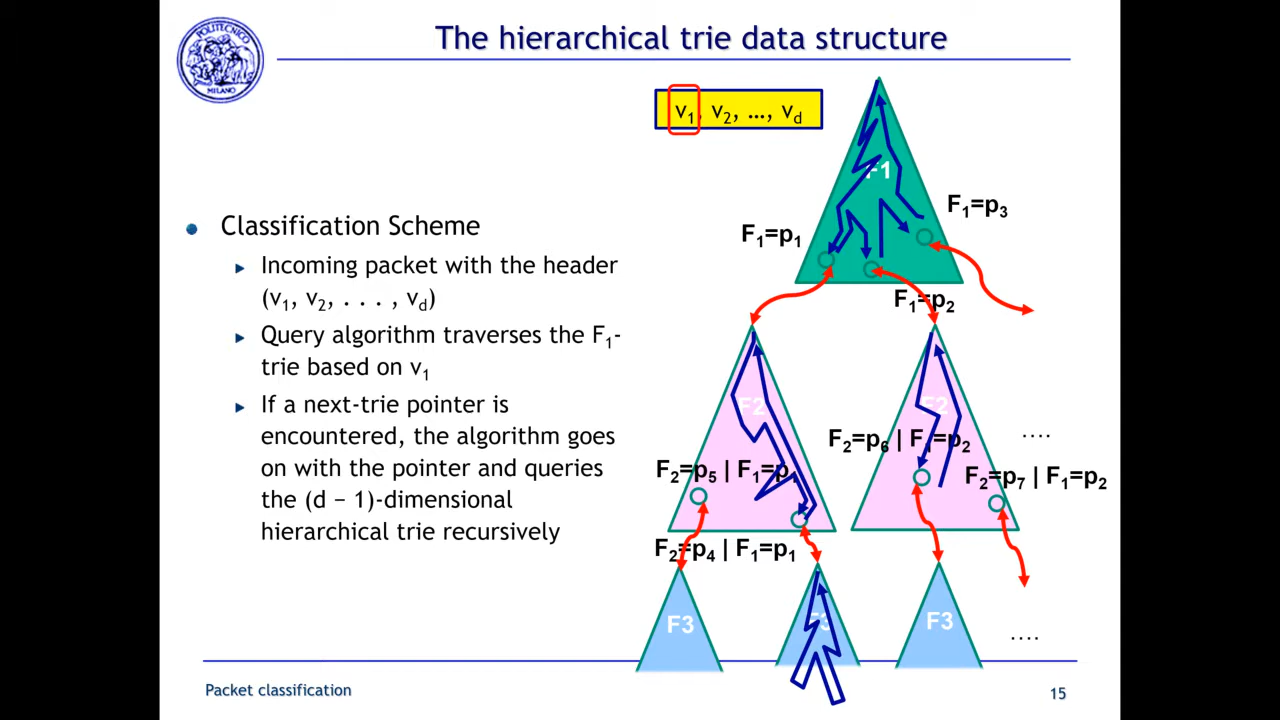 The hierarchical trie data structure
POLITECNICO
MILANO
v1, v2, ..., vd
F1
F1=p3
F1=p1
F1=p2
Classification Scheme
Incoming packet with the header
(v1, v2, . . . , vd)
Query algorithm traverses the F1-
trie based on v1
If a next-trie pointer is
encountered, the algorithm goes
on with the pointer and queries
the (d − 1)-dimensional
hierarchical trie recursively
F2
F2
F2=p6 | F1=p2
....
F2=p5 | F1=p1
F2=p7 | F1=p2
F2=p4 | F1=p1
F3
F3
F3
....
Packet classification
15